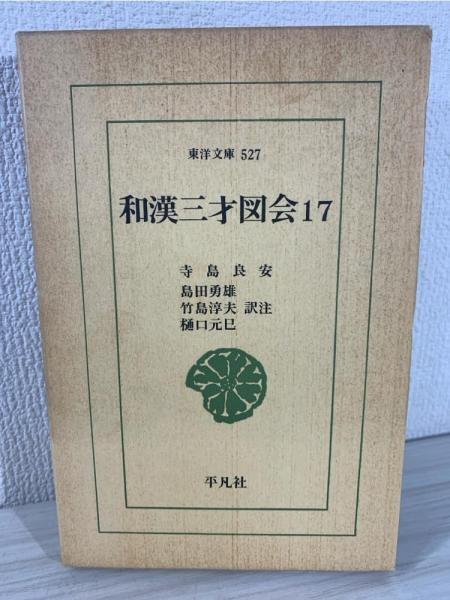 東洋文庫 527
和漢三才図会17
寺島良安
島田勇雄
竹島淳夫 訳注
樋口元巳
平凡社